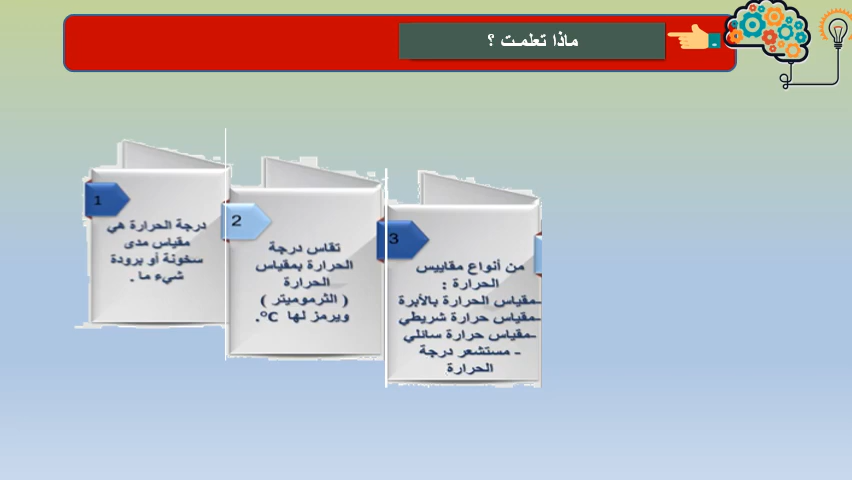 ماذا تعلمت ؟
1
درجة الحرارة هي
مقياس مدى
سخونة أو برودة
شيء ما .
2
تقاس درجة
الحرارة بمقياس
الحرارة
( الثرموميتر )
ويرمز لها °C.
3
من أنواع مقاييس
الحرارة :
-مقياس الحرارة بالأبرة
-مقياس حرارة شريطي
-مقياس حرارة سائلي
- مستشعر درجة
الحرارة